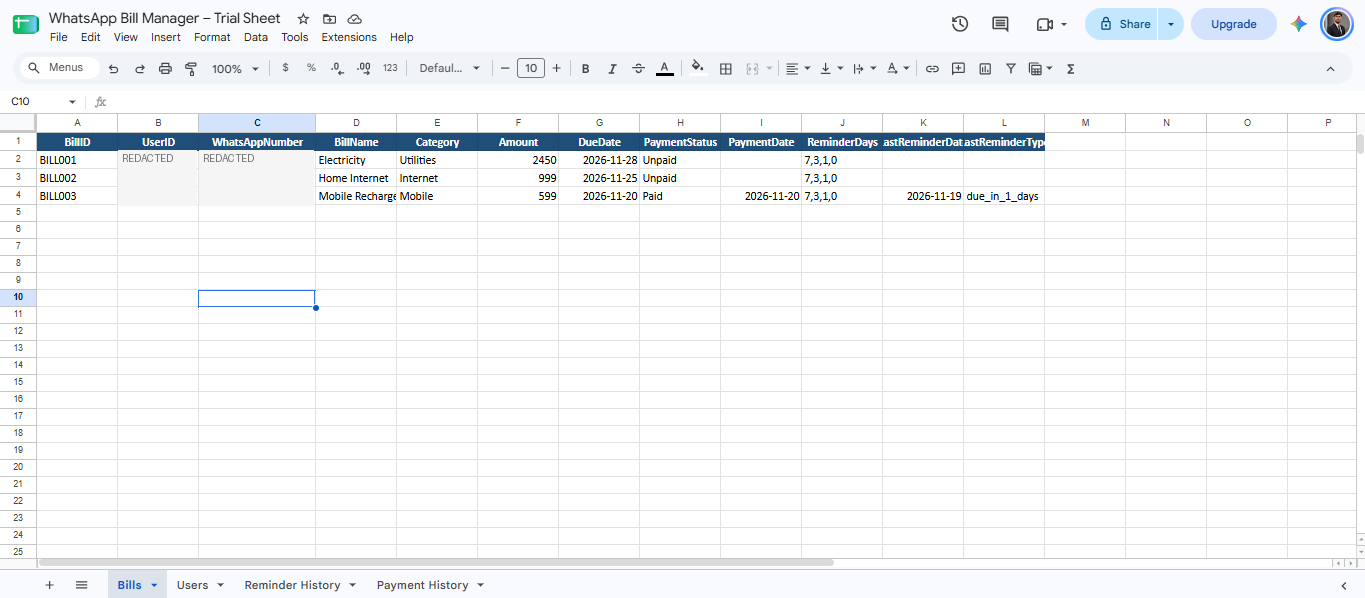 WhatsApp Bill Manager – Trial Sheet
File Edit View Insert Format Data Tools Extensions Help
Share
Upgrade
Menus 100% $ % .0 .00 123 Defaul... − 10 + B I A Σ
C10 fx
A B C D E F G H I J K L M N O P
1 BillID UserID WhatsAppNumber BillName Category Amount DueDate PaymentStatus PaymentDate ReminderDays astReminderDat astReminderType
2 BILL001 REDACTED REDACTED Electricity Utilities 2450 2026-11-28 Unpaid 7,3,1,0
3 BILL002 Home Internet Internet 999 2026-11-25 Unpaid 7,3,1,0
4 BILL003 Mobile Recharge Mobile 599 2026-11-20 Paid 2026-11-20 7,3,1,0 2026-11-19 due_in_1_days
5
6
7
8
9
10
11
12
13
14
15
16
17
18
19
20
21
22
23
24
25
+ Bills Users Reminder History Payment History